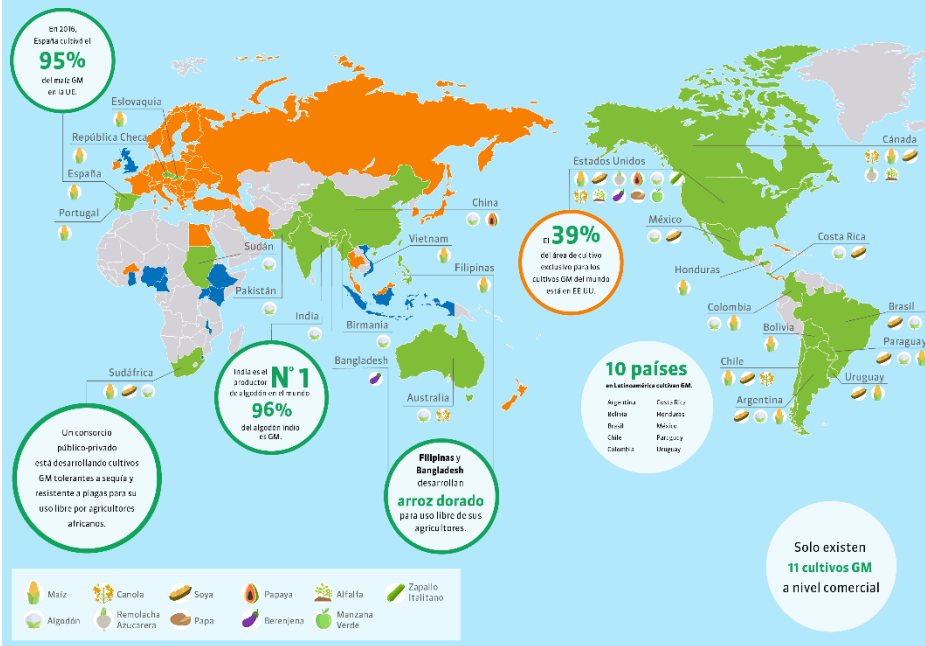 En 2016,
España cultivó el
95%
del maíz GM
en la UE.
Eslovaquia
República Checa
España
Portugal
Sudán
Pakistán
India
Sudáfrica
China
Vietnam
Filipinas
Birmania
Bangladesh
Australia
Estados Unidos
Cánada
México
Costa Rica
Honduras
Colombia
Brasil
Bolivia
Paraguay
Chile
Uruguay
Argentina
El 39%
del área de cultivo
exclusivo para los
cultivos GM del mundo
está en EE.UU.
India es el
productor N° 1
de algodón en el mundo
96%
del algodón indio
es GM.
10 países
en Latinoamérica cultivan GM.
Argentina Costa Rica
Bolivia Honduras
Brasil México
Chile Paraguay
Colombia Uruguay
Un consorcio
público-privado
está desarrollando cultivos
GM tolerantes a sequía y
resistente a plagas para su
uso libre por agricultores
africanos.
Filipinas y
Bangladesh
desarrollan
arroz dorado
para uso libre de sus
agricultores.
Solo existen
11 cultivos GM
a nivel comercial
Maíz Canola Soya Papaya Alfalfa Zapallo
Italitano
Algodón Remolacha
Azucarera Papa Berenjena Manzana
Verde